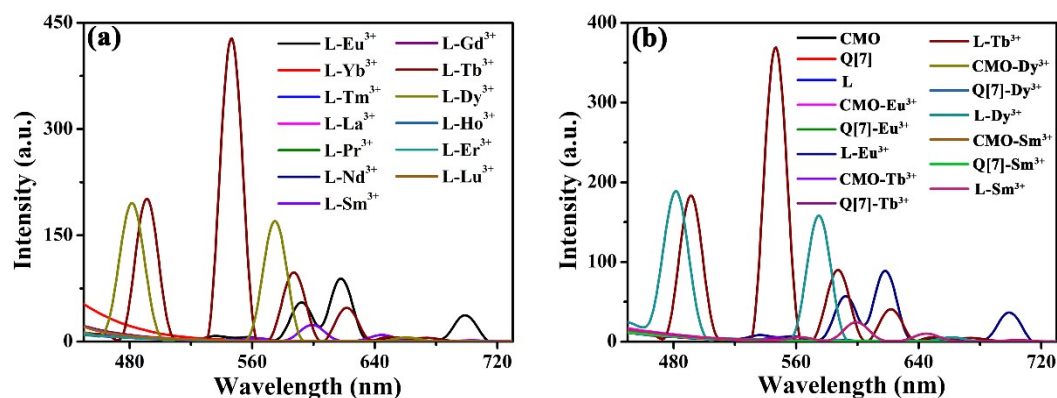 (a)
450
300
150
0
Intensity (a.u.)
L-Eu³⁺
L-Yb³⁺
L-Tm³⁺
L-La³⁺
L-Pr³⁺
L-Nd³⁺
L-Sm³⁺
L-Gd³⁺
L-Tb³⁺
L-Dy³⁺
L-Ho³⁺
L-Er³⁺
L-Lu³⁺
480 560 640 720
Wavelength (nm)
(b)
400
300
200
100
0
Intensity (a.u.)
CMO
Q[7]
L
CMO-Eu³⁺
Q[7]-Eu³⁺
L-Eu³⁺
CMO-Tb³⁺
Q[7]-Tb³⁺
L-Tb³⁺
CMO-Dy³⁺
Q[7]-Dy³⁺
L-Dy³⁺
CMO-Sm³⁺
Q[7]-Sm³⁺
L-Sm³⁺
480 560 640 720
Wavelength (nm)